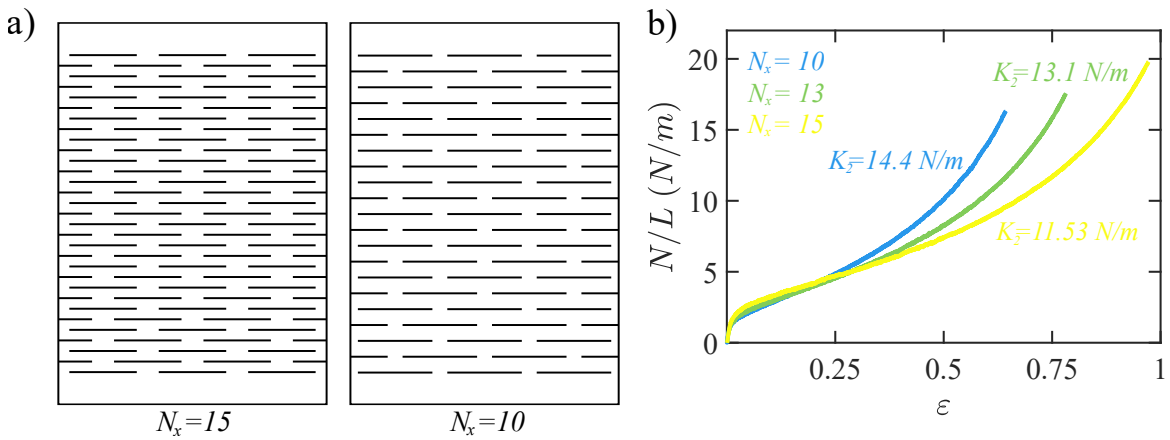 a)
N_x=15
N_x=10
b)
N/L (N/m)
20
15
10
5
0
0.25
0.5
0.75
1
ε
N_x= 10
N_x= 13
N_x= 15
K_2=13.1 N/m
K_2=14.4 N/m
K_2=11.53 N/m